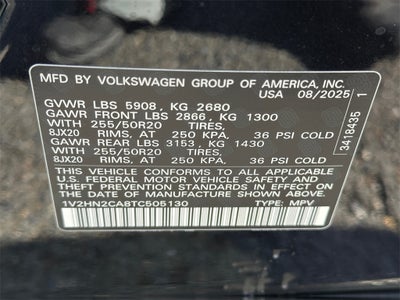 MFD BY VOLKSWAGEN GROUP OF AMERICA, INC.
USA 08/2025
GVWR LBS 5908, KG 2680
GAWR FRONT LBS 2866, KG 1300
WITH 255/50R20 TIRES,
8JX20 RIMS, AT 250 KPA, 36 PSI COLD
GAWR REAR LBS 3153, KG 1430
WITH 255/50R20 TIRES,
8JX20 RIMS, AT 250 KPA, 36 PSI COLD
THIS VEHICLE CONFORMS TO ALL APPLICABLE
FEDERAL MOTOR VEHICLE SAFETY STANDARDS
IN EFFECT ON THE DATE OF MANUFACTURE SHOWN
ABOVE.
1V2HN2CA8TC505130 TYPE: MPV
3418435 1